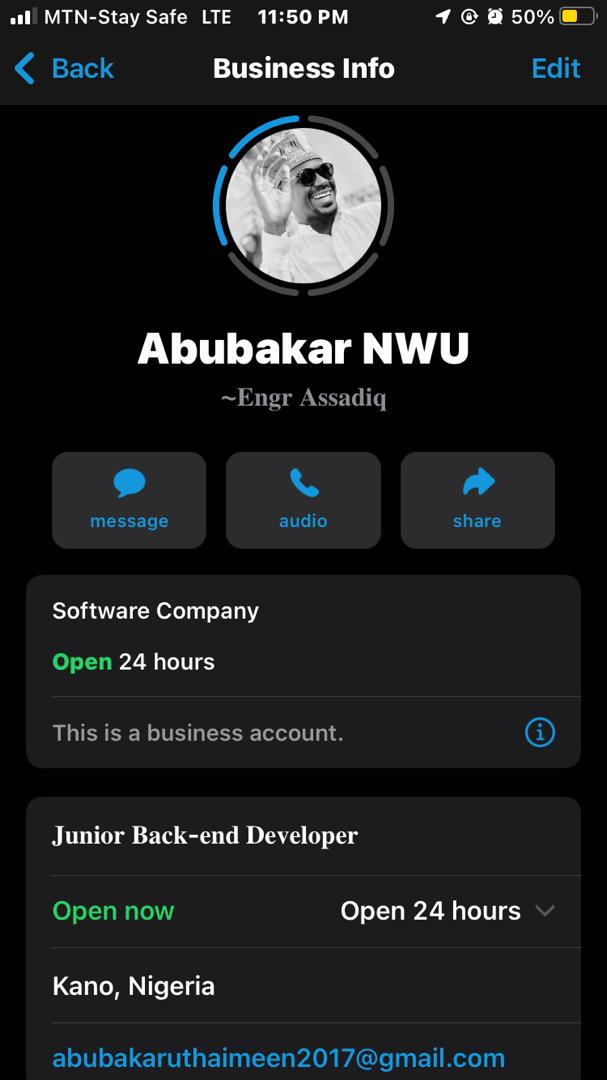 MTN-Stay Safe LTE 11:50 PM 50%
Back Business Info Edit
Abubakar NWU
~Engr Assadiq
message audio share
Software Company
Open 24 hours
This is a business account.
Junior Back-end Developer
Open now Open 24 hours
Kano, Nigeria
abubakaruthaimeen2017@gmail.com